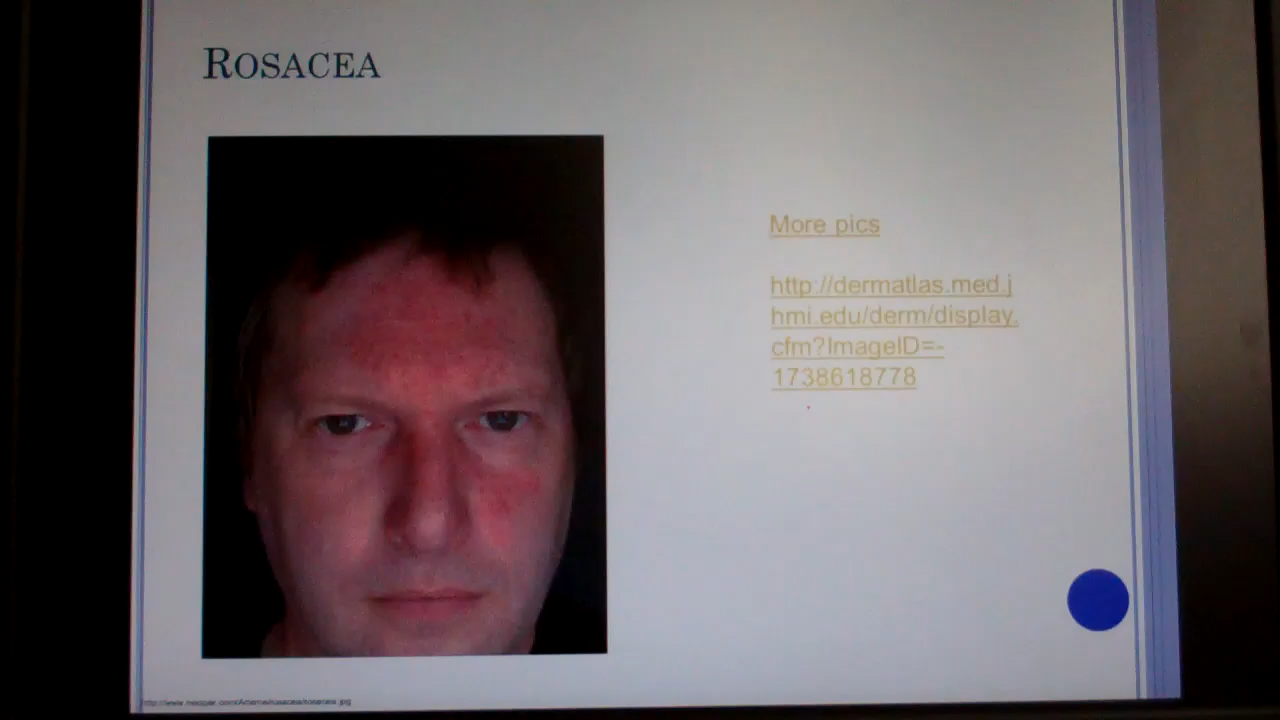 ROSACEA
More pics
http://dermatlas.med.j
hmi.edu/derm/display.
cfm?ImageID=-
1738618778